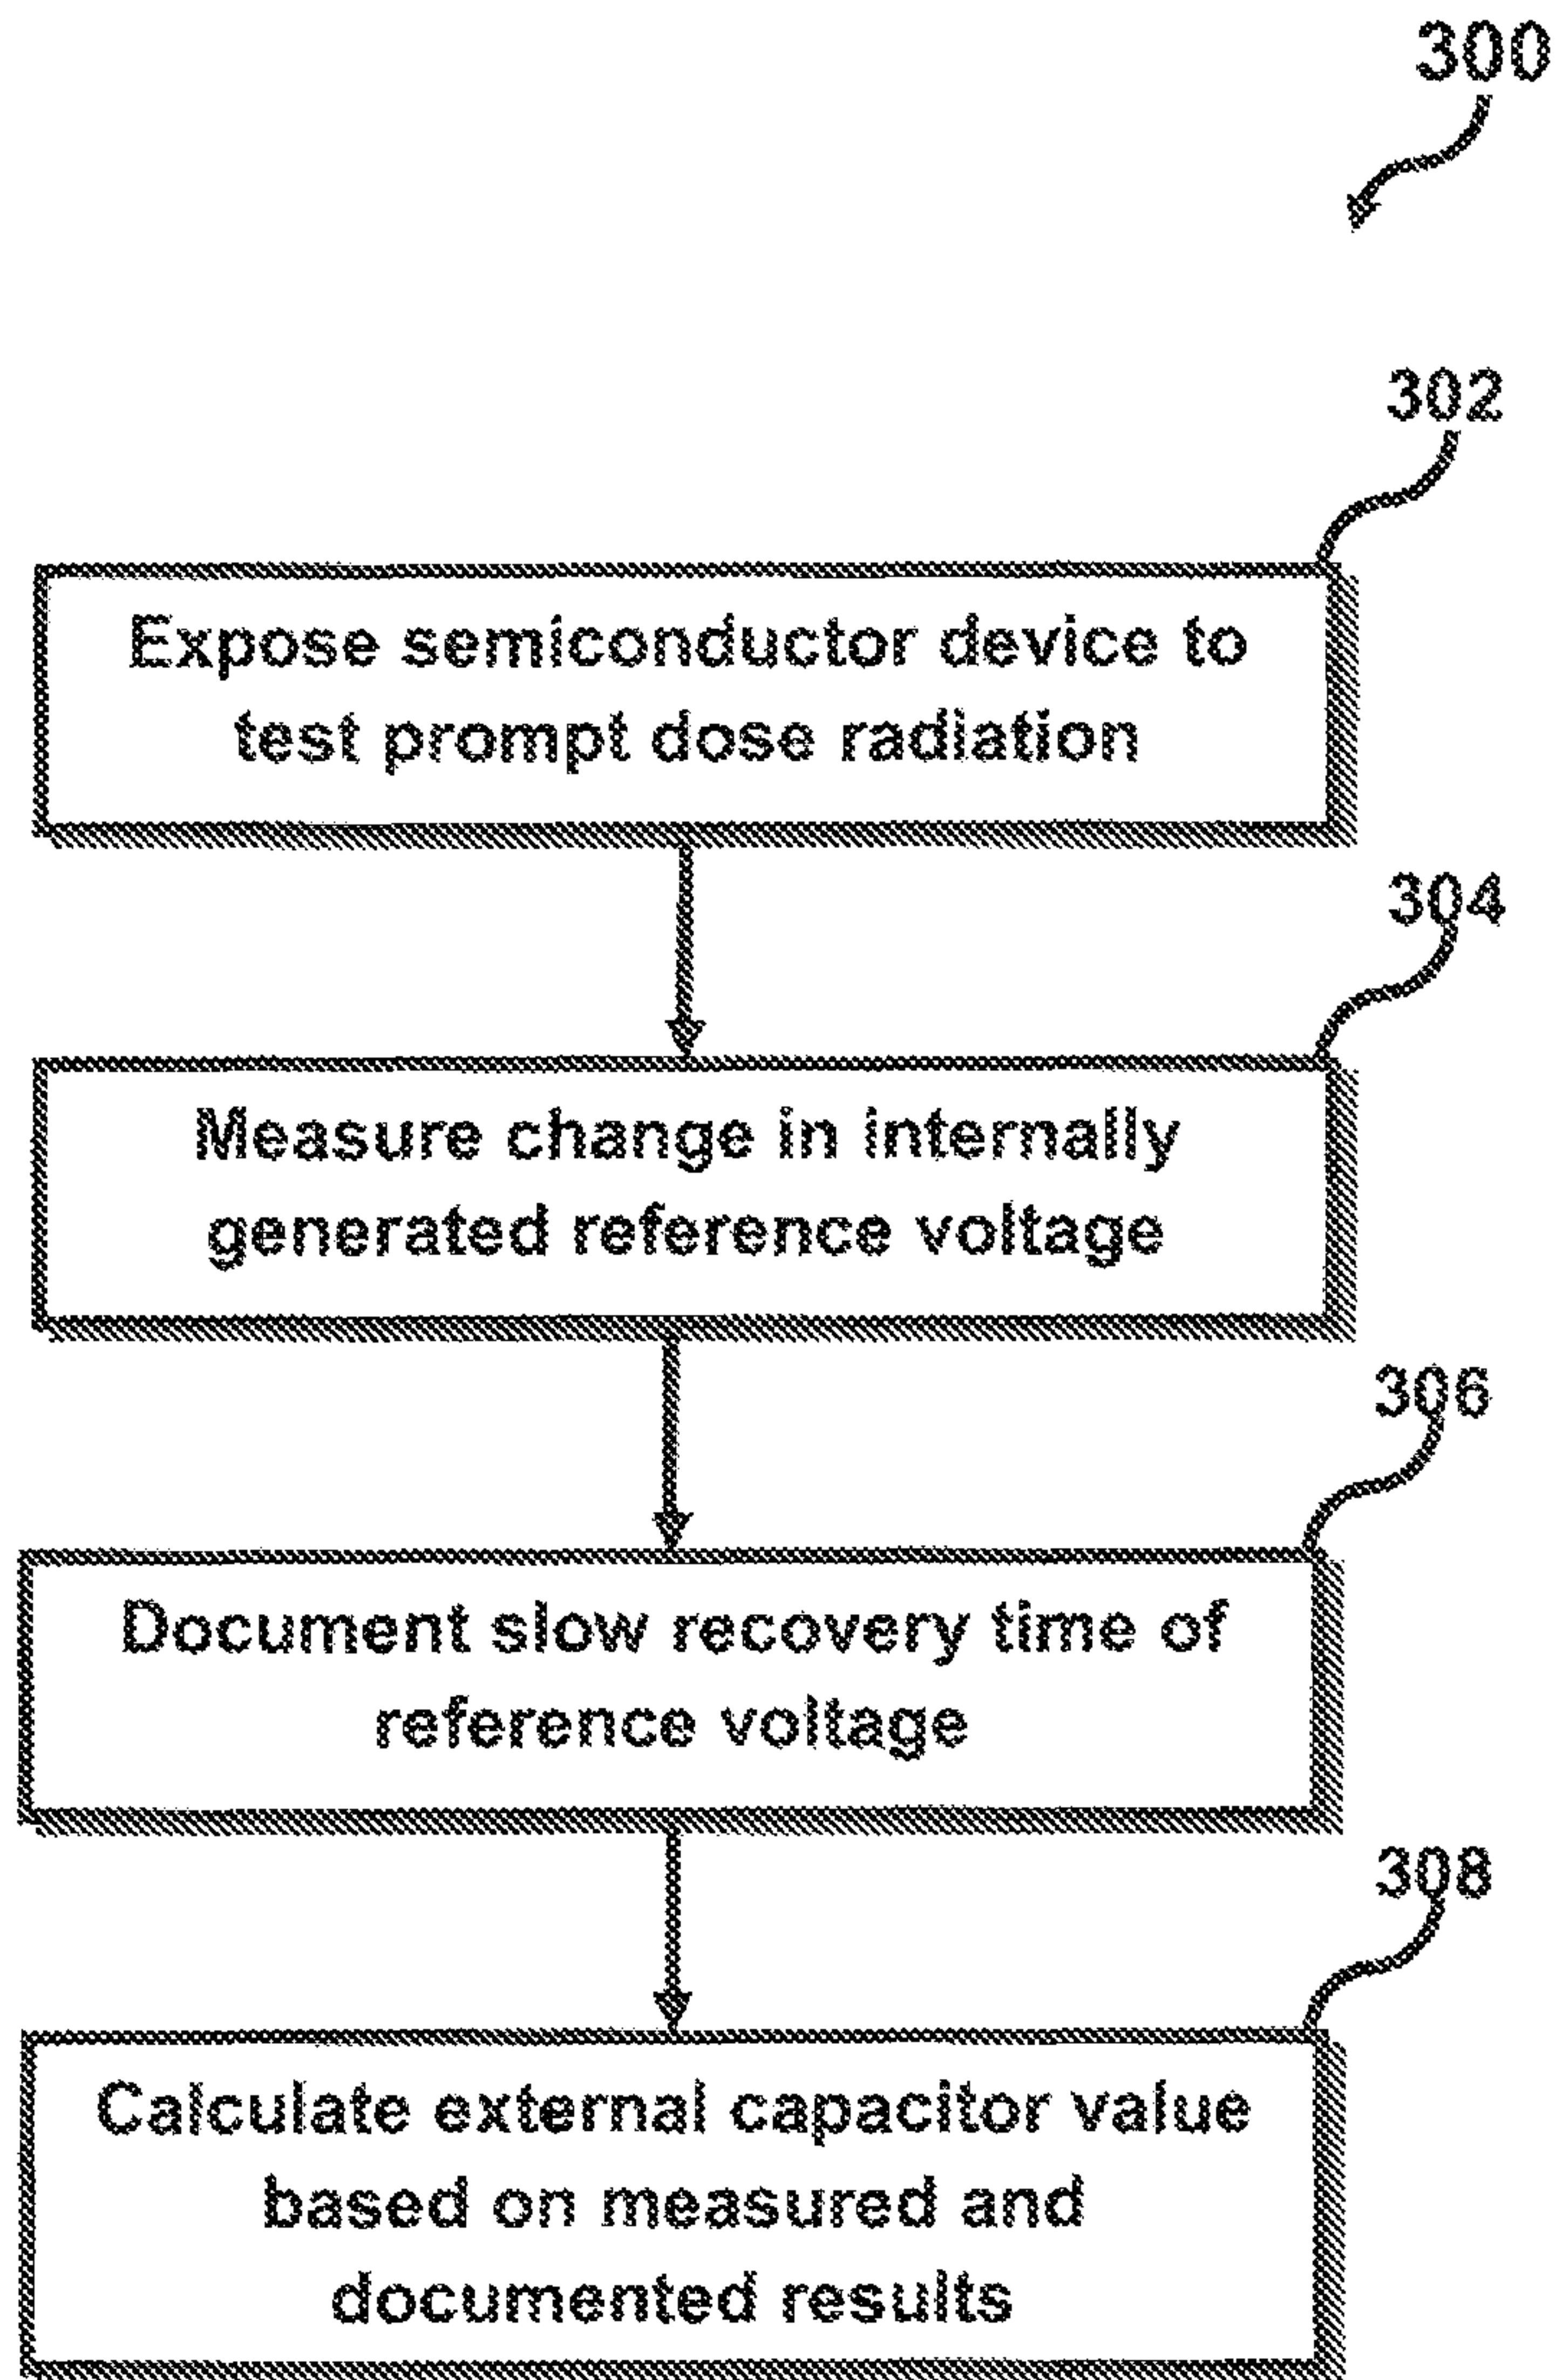 300
302
Expose semiconductor device to
test prompt dose radiation
304
Measure change in internally
generated reference voltage
306
Document slow recovery time of
reference voltage
308
Calculate external capacitor value
based on measured and
documented results